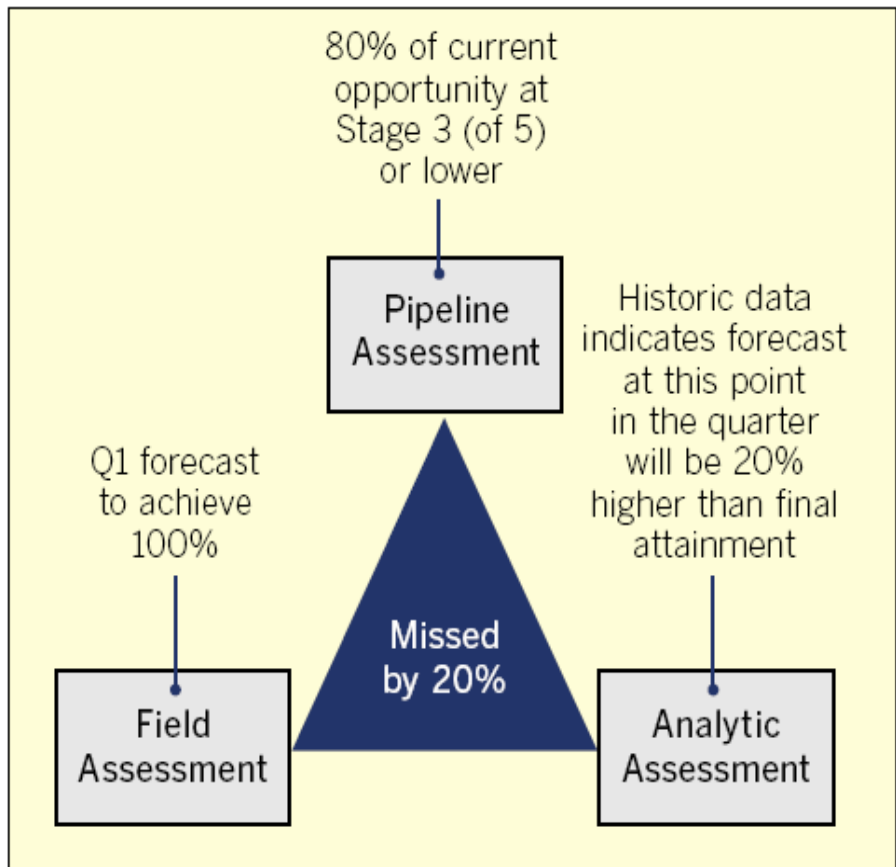 80% of current
opportunity at
Stage 3 (of 5)
or lower
Pipeline
Assessment
Historic data
indicates forecast
at this point
in the quarter
will be 20%
higher than final
attainment
Q1 forecast
to achieve
100%
Missed
by 20%
Field
Assessment
Analytic
Assessment